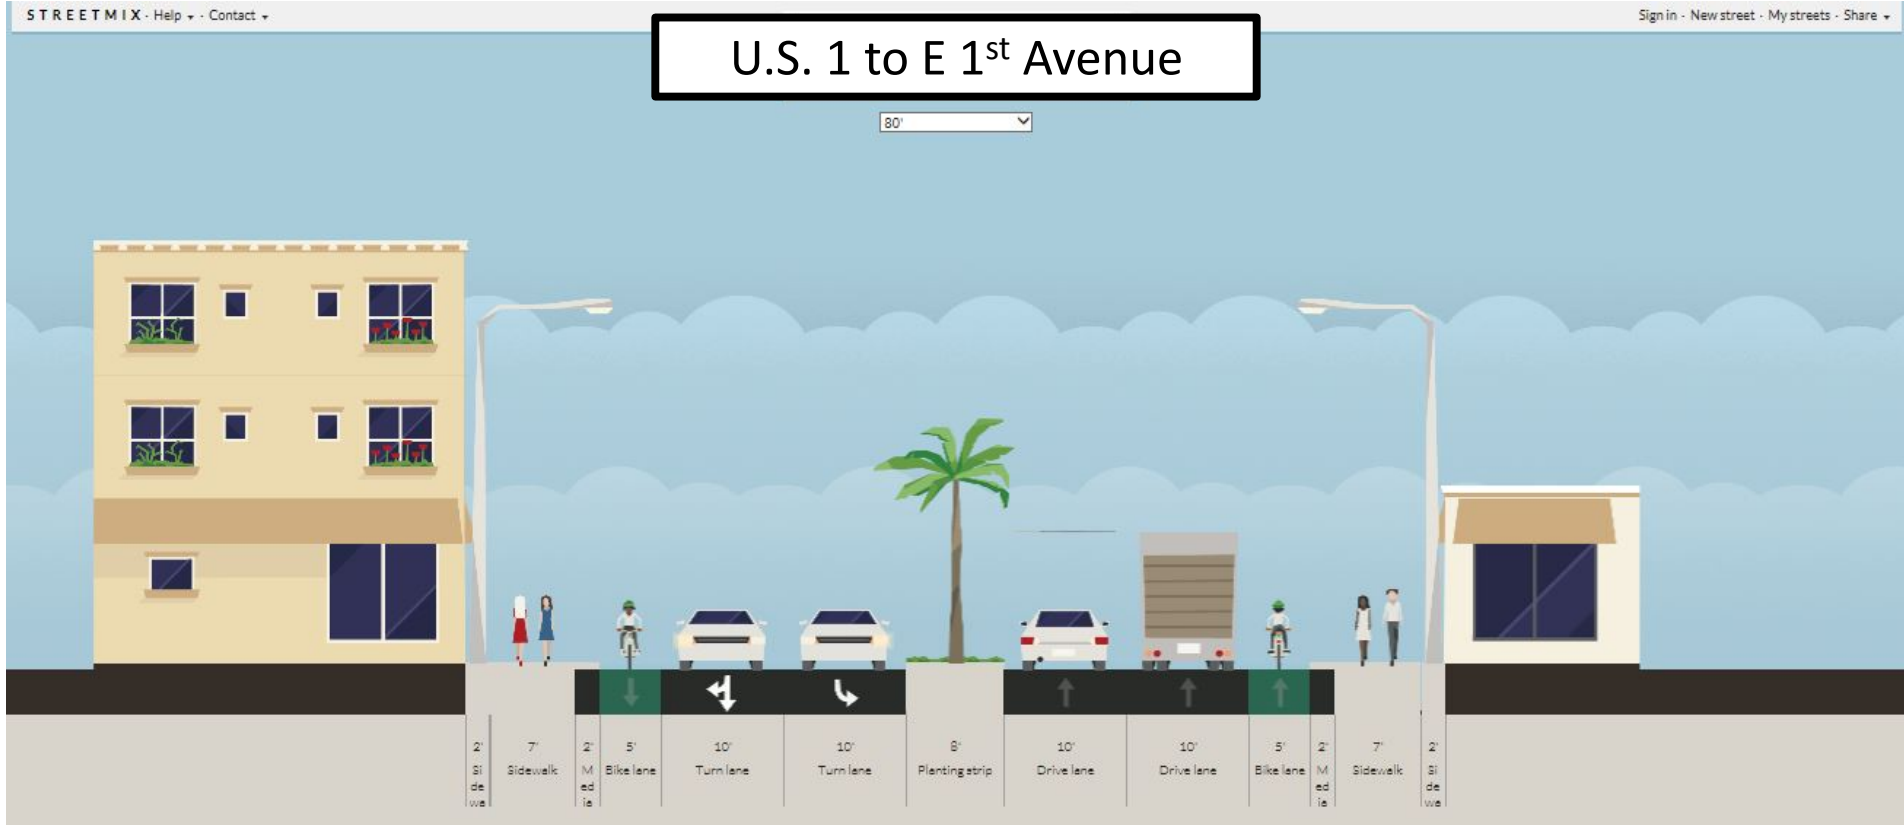 STREETMIX · Help · Contact
Sign in · New street · My streets · Share
U.S. 1 to E 1st Avenue
80'
2' 7' 2' 5' 10' 10' 8' 10' 10' 5' 2' 7' 2'
Si Sidewalk M Bike lane Turn lane Turn lane Planting strip Drive lane Drive lane Bike lane M Sidewalk Si
de ed ed de
wa ia ia wa